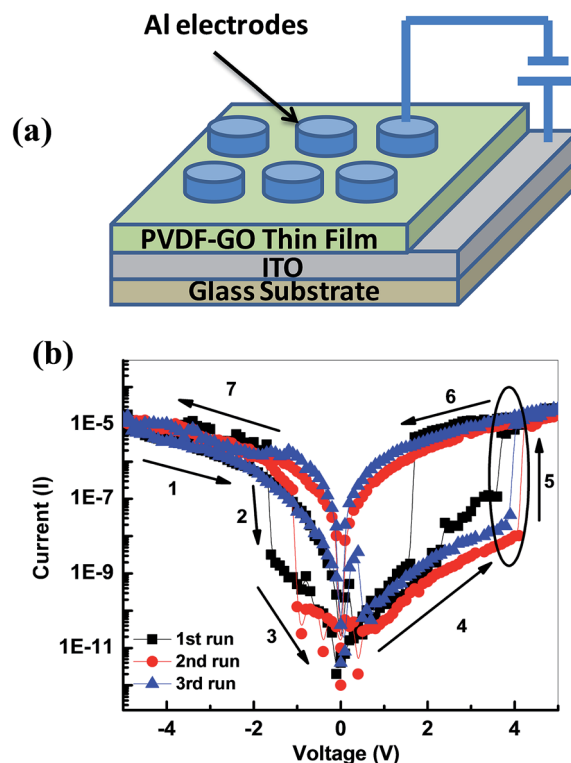 Al electrodes
(a)
PVDF-GO Thin Film
ITO
Glass Substrate
(b)
7
6
1
2
5
3
4
1E-5
1E-7
1E-9
1E-11
Current (I)
1st run
2nd run
3rd run
-4
-2
0
2
4
Voltage (V)